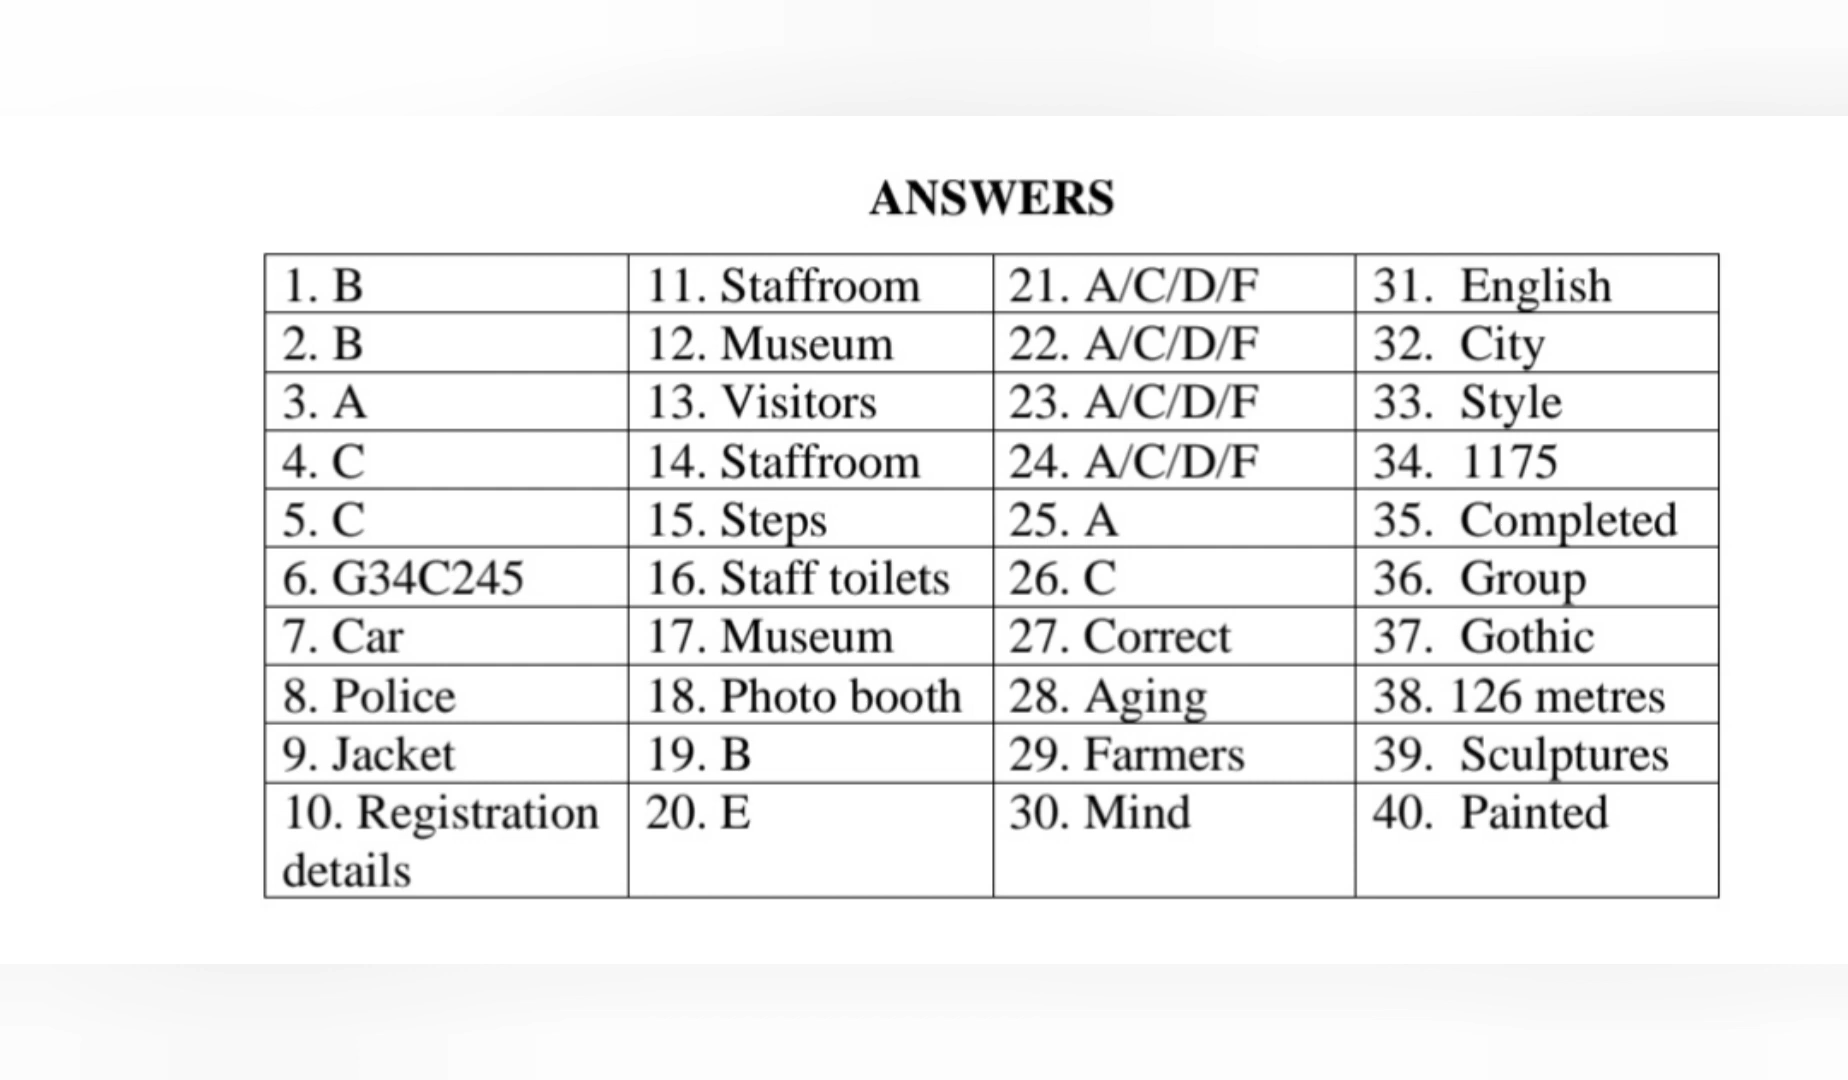 ANSWERS
1. B
11. Staffroom
21. A/C/D/F
31. English
2. B
12. Museum
22. A/C/D/F
32. City
3. A
13. Visitors
23. A/C/D/F
33. Style
4. C
14. Staffroom
24. A/C/D/F
34. 1175
5. C
15. Steps
25. A
35. Completed
6. G34C245
16. Staff toilets
26. C
36. Group
7. Car
17. Museum
27. Correct
37. Gothic
8. Police
18. Photo booth
28. Aging
38. 126 metres
9. Jacket
19. B
29. Farmers
39. Sculptures
10. Registration
details
20. E
30. Mind
40. Painted